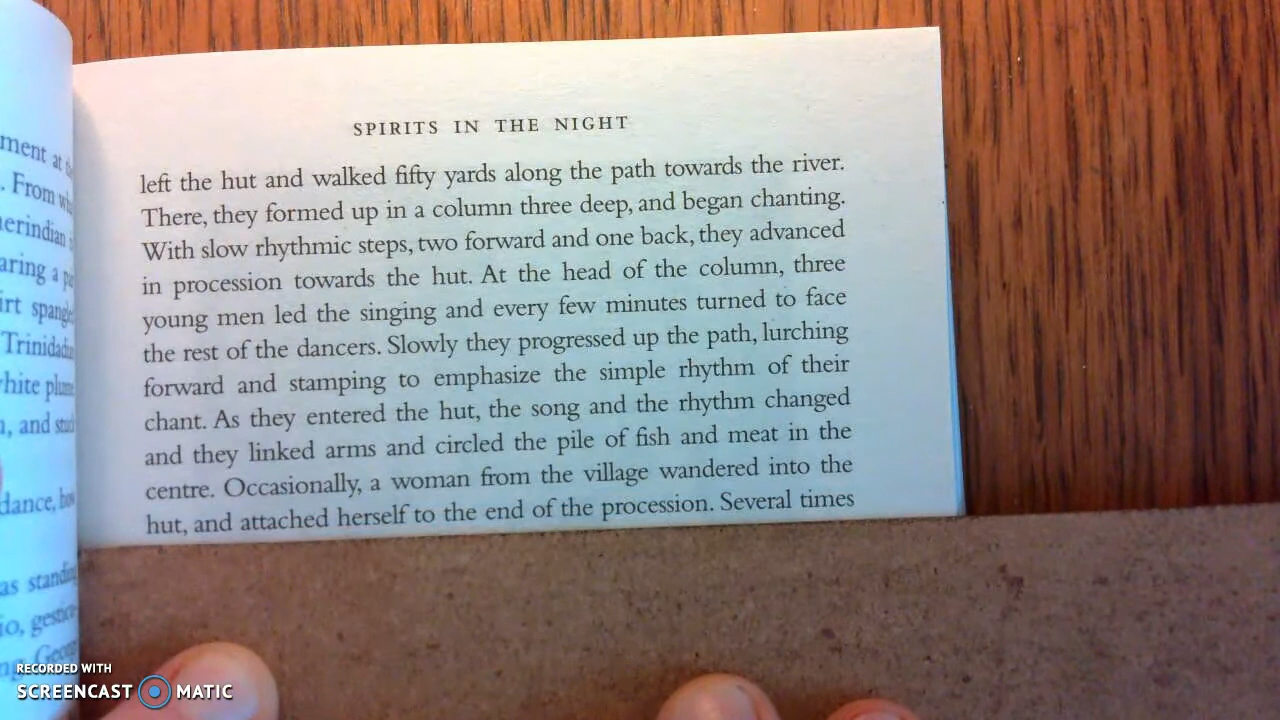 SPIRITS IN THE NIGHT
left the hut and walked fifty yards along the path towards the river.
There, they formed up in a column three deep, and began chanting.
With slow rhythmic steps, two forward and one back, they advanced
in procession towards the hut. At the head of the column, three
young men led the singing and every few minutes turned to face
the rest of the dancers. Slowly they progressed up the path, lurching
forward and stamping to emphasize the simple rhythm of their
chant. As they entered the hut, the song and the rhythm changed
and they linked arms and circled the pile of fish and meat in the
centre. Occasionally, a woman from the village wandered into the
hut, and attached herself to the end of the procession. Several times
ment at
. From
aring a
irt
dance,
as
RECORDED WITH
SCREENCAST MATIC